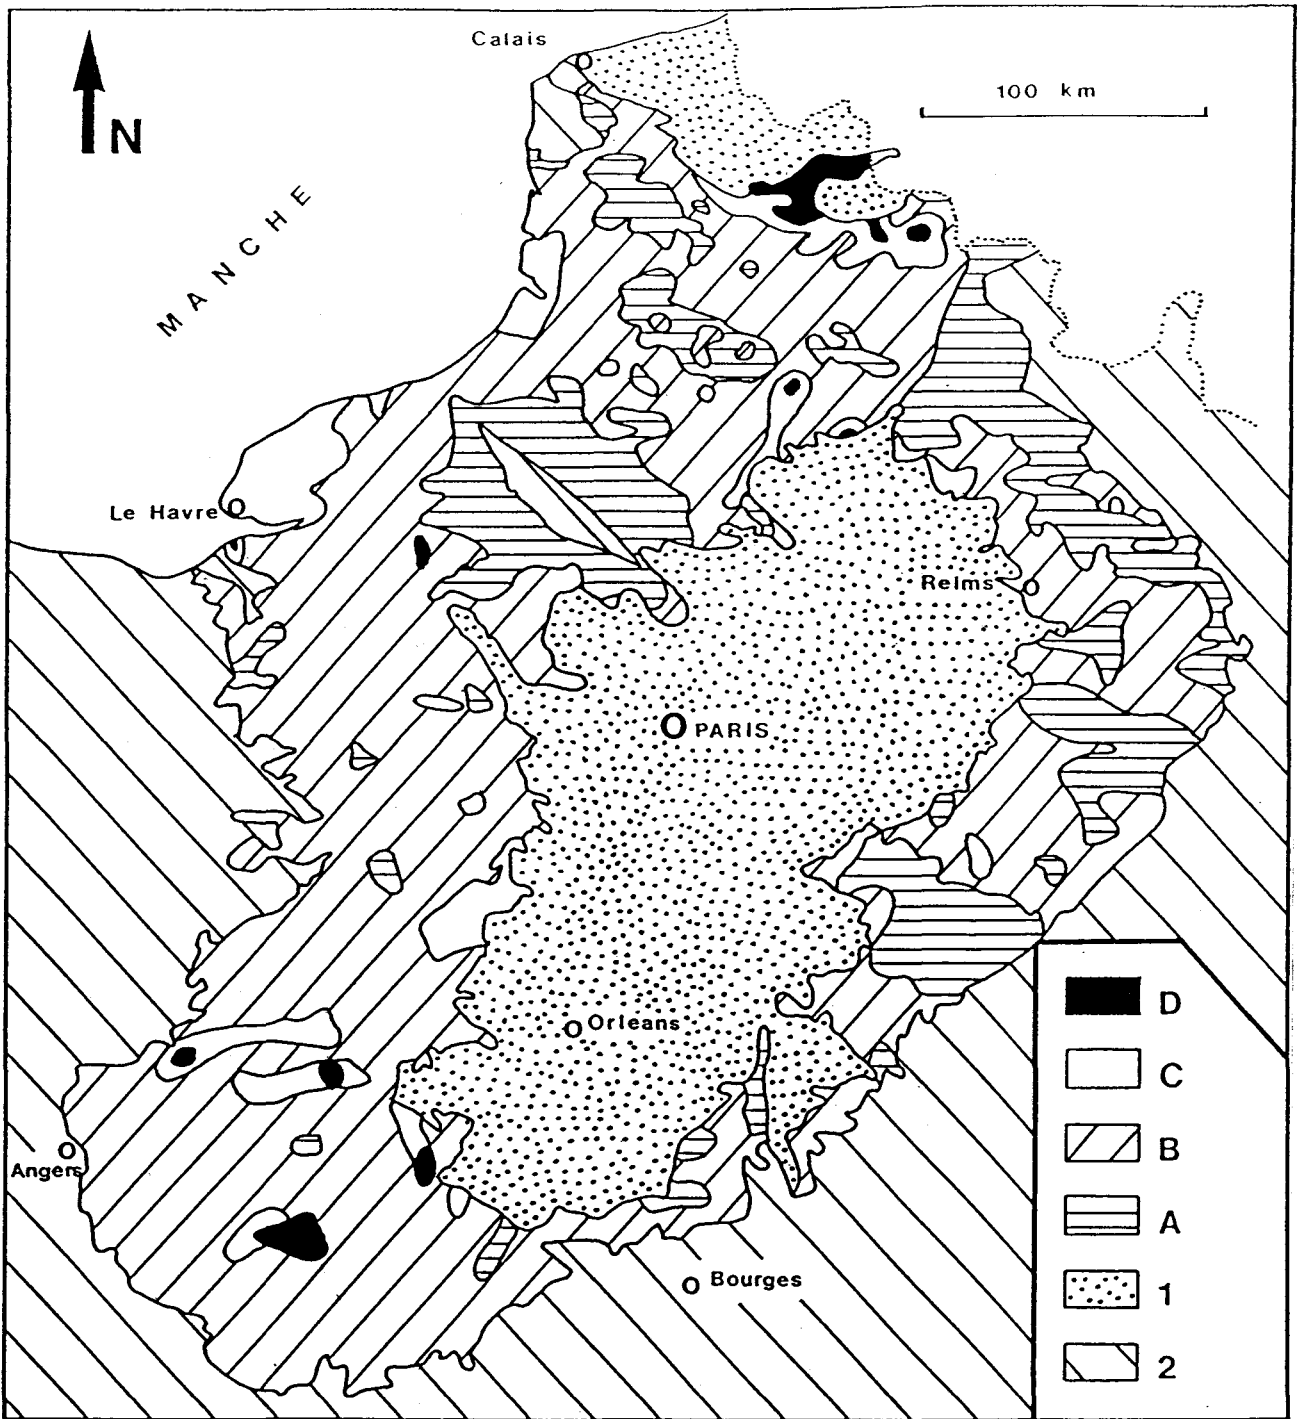 Calais
100 km
N
MANCHE
Le Havre
Reims
PARIS
Orleans
D
C
B
A
Angers
1
Bourges
2